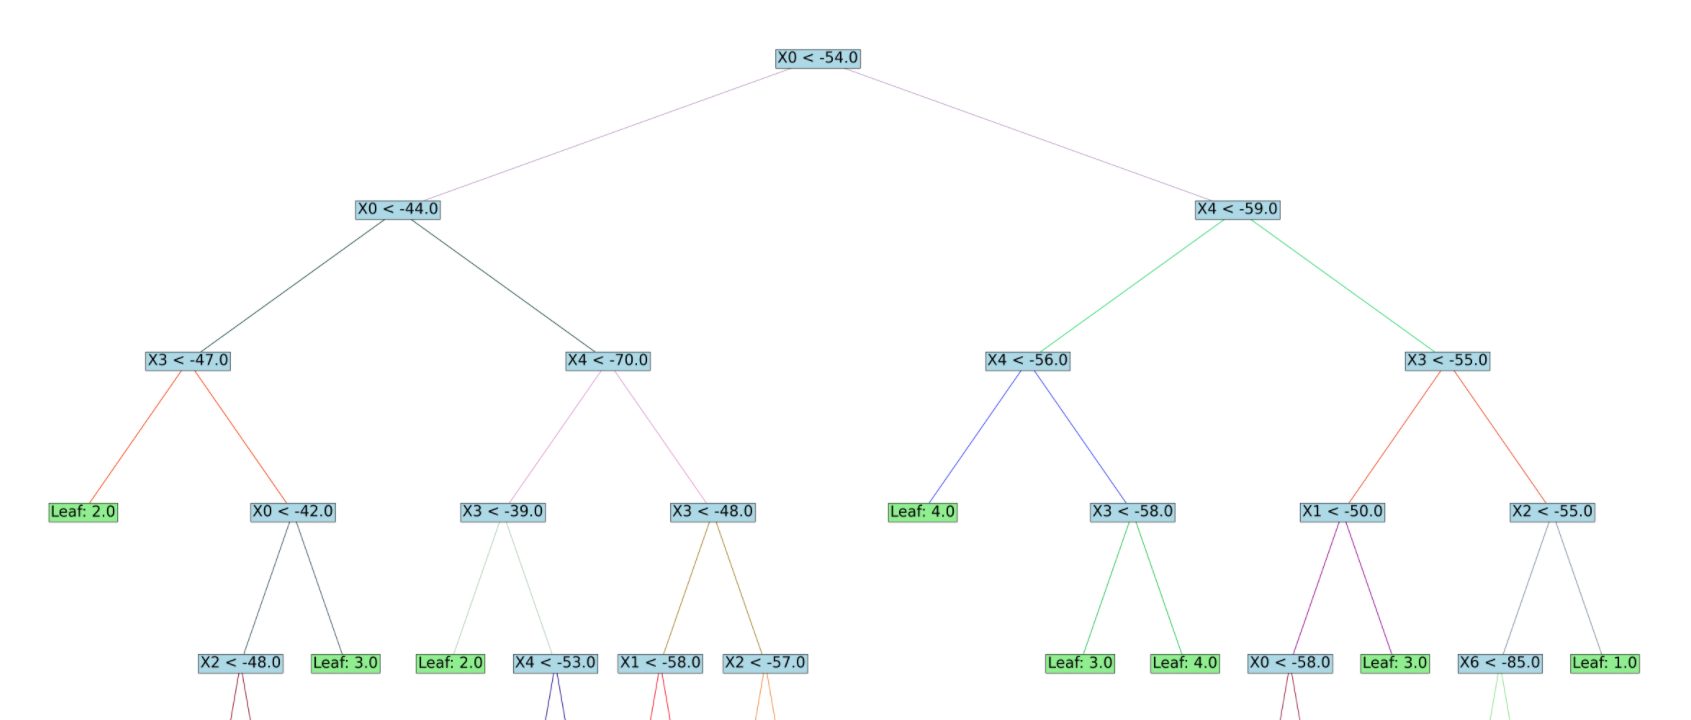 X0 < -54.0
X0 < -44.0
X4 < -59.0
X3 < -47.0
X4 < -70.0
X4 < -56.0
X3 < -55.0
Leaf: 2.0
X0 < -42.0
X3 < -39.0
X3 < -48.0
Leaf: 4.0
X3 < -58.0
X1 < -50.0
X2 < -55.0
X2 < -48.0
Leaf: 3.0
Leaf: 2.0
X4 < -53.0
X1 < -58.0
X2 < -57.0
Leaf: 3.0
Leaf: 4.0
X0 < -58.0
Leaf: 3.0
X6 < -85.0
Leaf: 1.0